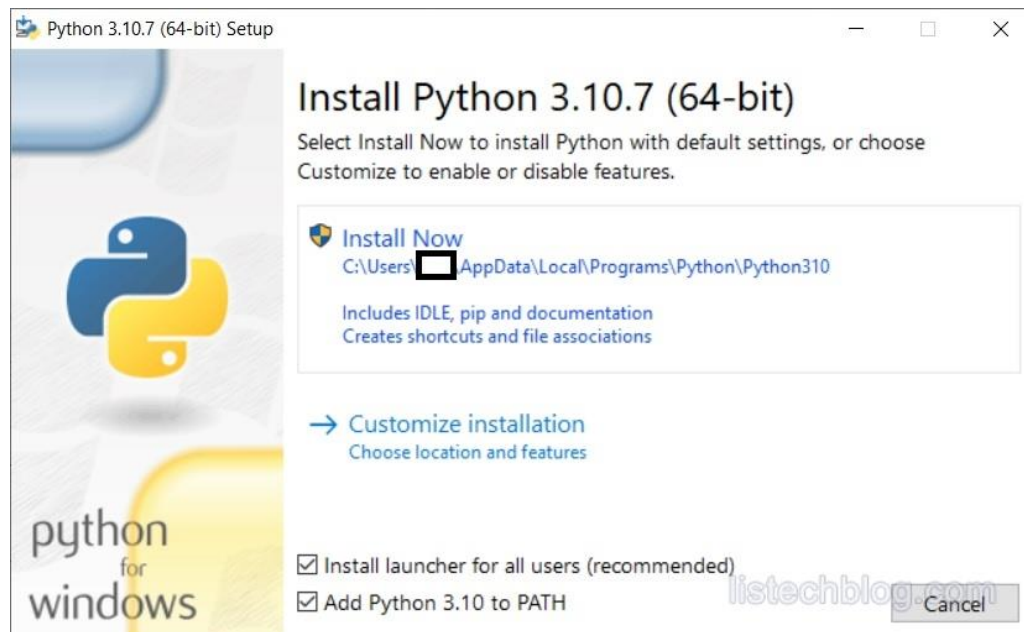 Python 3.10.7 (64-bit) Setup
Install Python 3.10.7 (64-bit)
Select Install Now to install Python with default settings, or choose
Customize to enable or disable features.
Install Now
C:\Users\ \AppData\Local\Programs\Python\Python310
Includes IDLE, pip and documentation
Creates shortcuts and file associations
Customize installation
Choose location and features
python
for
windows
Install launcher for all users (recommended)
Add Python 3.10 to PATH
listechblog.com
Cancel